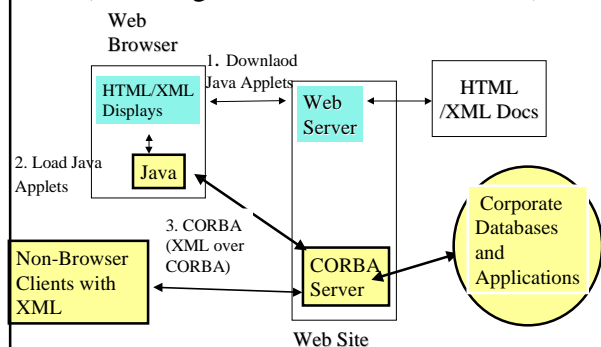 Web
Browser
1. Downlaod
Java Applets
HTML/XML
Displays
Web
Server
HTML
/XML Docs
2. Load Java
Applets
Java
3. CORBA
(XML over
CORBA)
Corporate
Databases
and
Applications
Non-Browser
Clients with
XML
CORBA
Server
Web Site